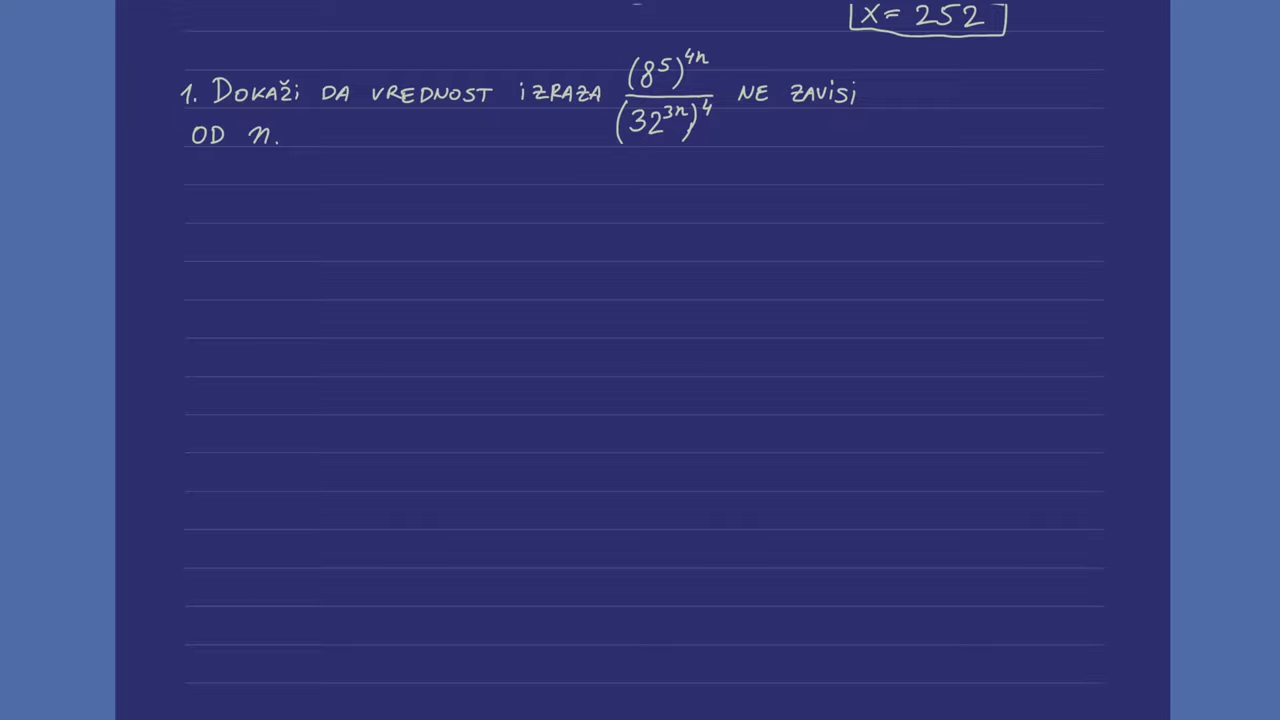 x = 252
1. Dokaži da vrednost izraza (8^5)^4n / (32^3n)^4 ne zavisi
od n.